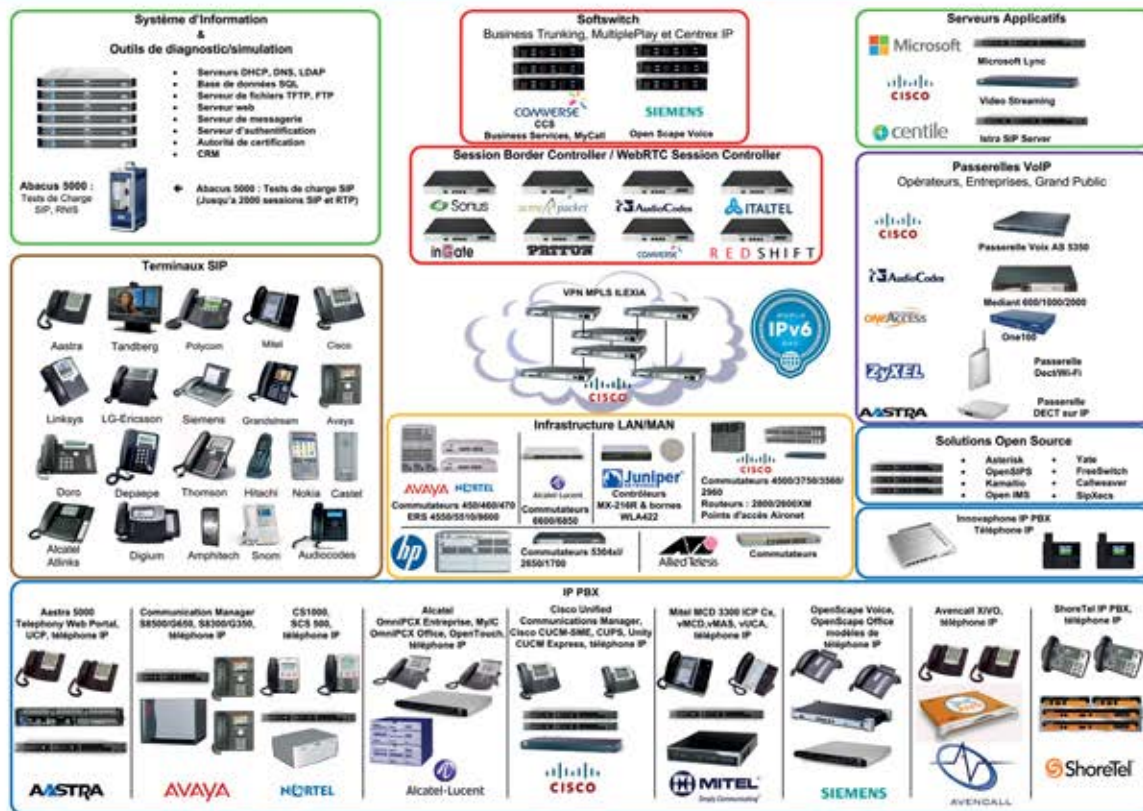 Système d'Information
&
Outils de diagnostic/simulation
• Serveurs DHCP, DNS, LDAP
• Base de données SQL
• Serveur de fichiers TFTP, FTP
• Serveur web
• Serveur de messagerie
• Serveur d'authentification
• Autorité de certification
• CRM
Abacus 5000 :
Tests de Charge
SIP, RNIS
Abacus 5000 : Tests de charge SIP
(Jusqu'a 2000 sessions SIP et RTP)
Softswitch
Business Trunking, MultiplePlay et Centrex IP
COMVERSE
CCS
Business Services, MyCall
SIEMENS
Open Scape Voice
Session Border Controller / WebRTC Session Controller
Sonus
acme packet
AudioCodes
ITALTEL
inGate
PATTON
COMVERSE
REDSHIFT
Serveurs Applicatifs
Microsoft
Microsoft Lync
CISCO
Video Streaming
centile
Istra SIP Server
Passerelles VoIP
Opérateurs, Entreprises, Grand Public
CISCO
Passerelle Voix AS 5350
AudioCodes
Mediant 600/1000/2000
oneAccess
One100
ZyXEL
Passerelle
Dect/Wi-Fi
AASTRA
Passerelle
DECT sur IP
Terminaux SIP
Aastra
Tandberg
Polycom
Mitel
Cisco
Linksys
LG-Ericsson
Siemens
Grandstream
Avaya
Doro
Depaepe
Thomson
Hitachi
Nokia
Castel
Alcatel
Atlinks
Digium
Amphitech
Snom
Audiocodes
VPN MPLS ILEXIA
CISCO
WORLD
IPv6
DAY
Infrastructure LAN/MAN
AVAYA
NORTEL
Commutateurs 450/460/470
ERS 4550/5510/8600
Alcatel-Lucent
Commutateurs
6600/6850
Juniper
Contrôleurs
MX-216R & bornes
WLA422
CISCO
Commutateurs 4500/3750/3560/
2960
Routeurs : 2800/2600XM
Points d'accès Aironet
hp
Commutateurs 5304xl/
2650/1700
Allied Telesis
Commutateurs
Solutions Open Source
• Asterisk
• OpenSIPS
• Kamailio
• Open IMS
• Yate
• FreeSwitch
• Callweaver
• SipXecs
Innovaphone IP PBX
Téléphone IP
IP PBX
Aastra 5000
Telephony Web Portal,
UCP, téléphone IP
AASTRA
Communication Manager
S8500/G650, S8300/G350,
téléphone IP
AVAYA
CS1000,
SCS 500,
téléphone IP
NORTEL
Alcatel
OmniPCX Entreprise, MyIC
OmniPCX Office, OpenTouch,
téléphone IP
Alcatel-Lucent
Cisco Unified
Communications Manager,
Cisco CUCM-SME, CUPS, Unity
CUCM Express, téléphone IP
CISCO
Mitel MCD 3300 ICP Cx,
vMCD,vMAS, vUCA,
téléphone IP
MITEL
Simply Communicating
OpenScape Voice,
OpenScape Office
modèles de
téléphone IP
SIEMENS
Avencall XiVO,
téléphone IP
AVENCALL
ShoreTel IP PBX,
téléphone IP
ShoreTel